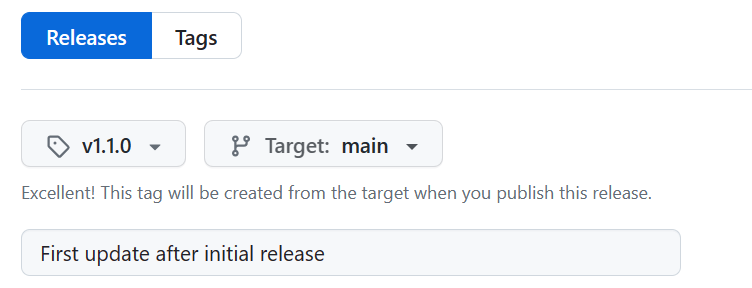 Releases Tags
v1.1.0 Target: main
Excellent! This tag will be created from the target when you publish this release.
First update after initial release